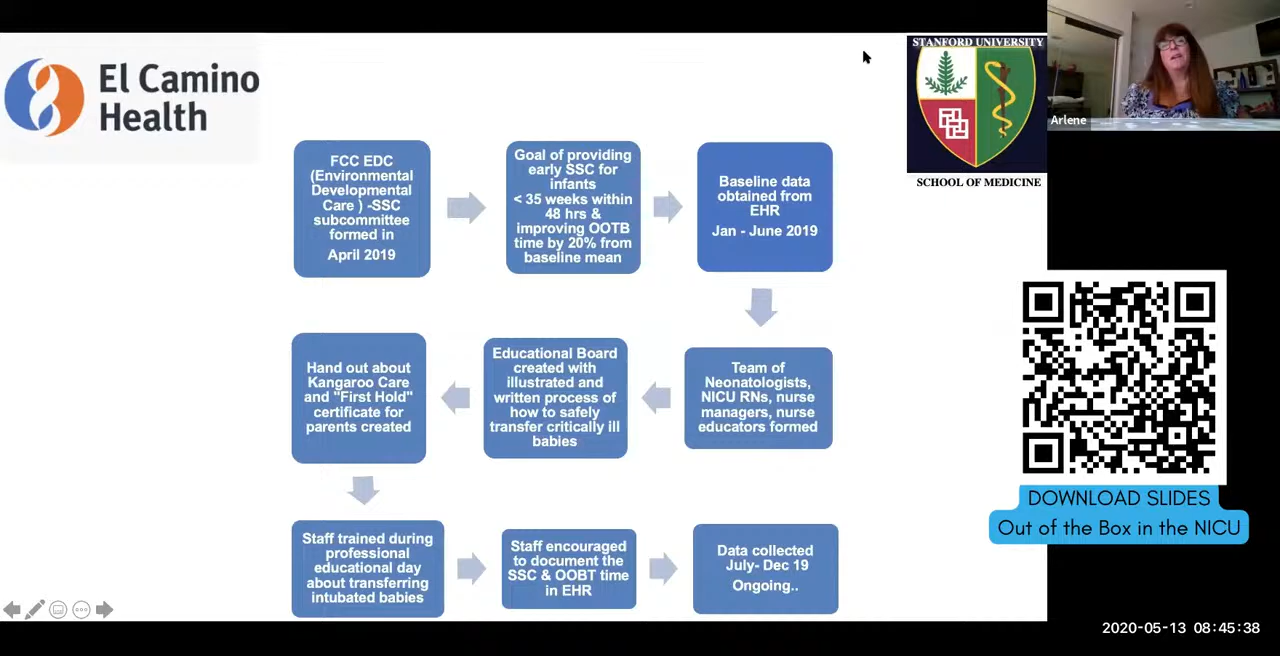 El Camino
Health
STANFORD UNIVERSITY
SCHOOL OF MEDICINE
Arlene
FCC EDC
(Environmental
Developmental
Care ) -SSC
subcommittee
formed in
April 2019
Goal of providing
early SSC for
infants
< 35 weeks within
48 hrs &
improving OOTB
time by 20% from
baseline mean
Baseline data
obtained from
EHR
Jan - June 2019
Team of
Neonatologists,
NICU RNs, nurse
managers, nurse
educators formed
Educational Board
created with
illustrated and
written process of
how to safely
transfer critically ill
babies
Hand out about
Kangaroo Care
and "First Hold"
certificate for
parents created
Staff trained during
professional
educational day
about transferring
intubated babies
Staff encouraged
to document the
SSC & OOBT time
in EHR
Data collected
July- Dec 19
Ongoing..
DOWNLOAD SLIDES
Out of the Box in the NICU
2020-05-13 08:45:38